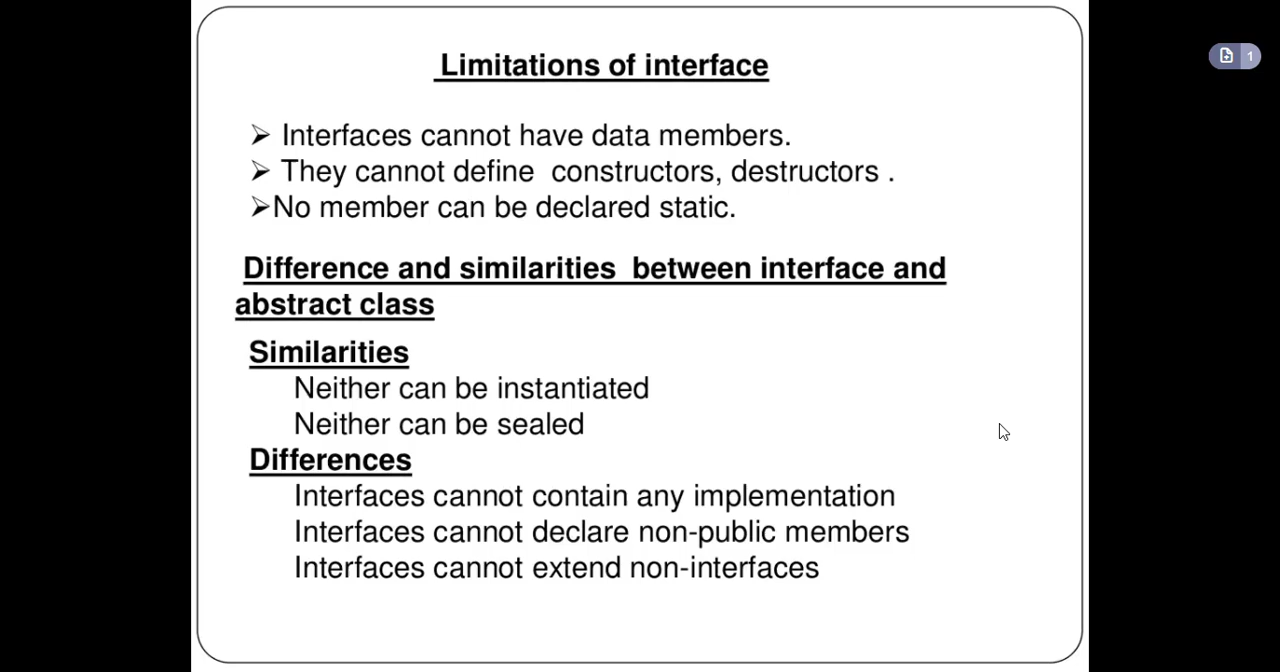 Limitations of interface
➢ Interfaces cannot have data members.
➢ They cannot define constructors, destructors .
➢No member can be declared static.
Difference and similarities between interface and
abstract class
Similarities
Neither can be instantiated
Neither can be sealed
Differences
Interfaces cannot contain any implementation
Interfaces cannot declare non-public members
Interfaces cannot extend non-interfaces
1